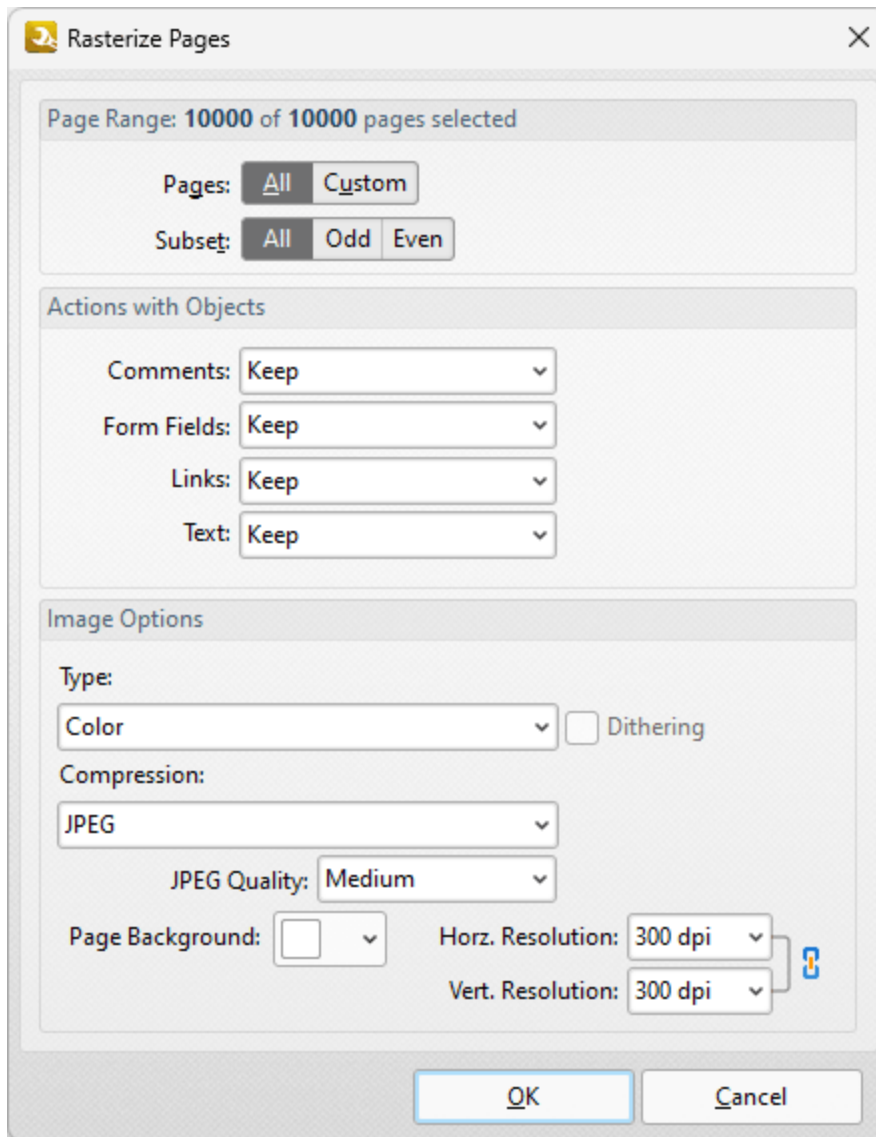 Rasterize Pages
Page Range: 10000 of 10000 pages selected
Pages: All Custom
Subset: All Odd Even
Actions with Objects
Comments: Keep
Form Fields: Keep
Links: Keep
Text: Keep
Image Options
Type:
Color Dithering
Compression:
JPEG
JPEG Quality: Medium
Page Background: Horz. Resolution: 300 dpi
Vert. Resolution: 300 dpi
OK Cancel